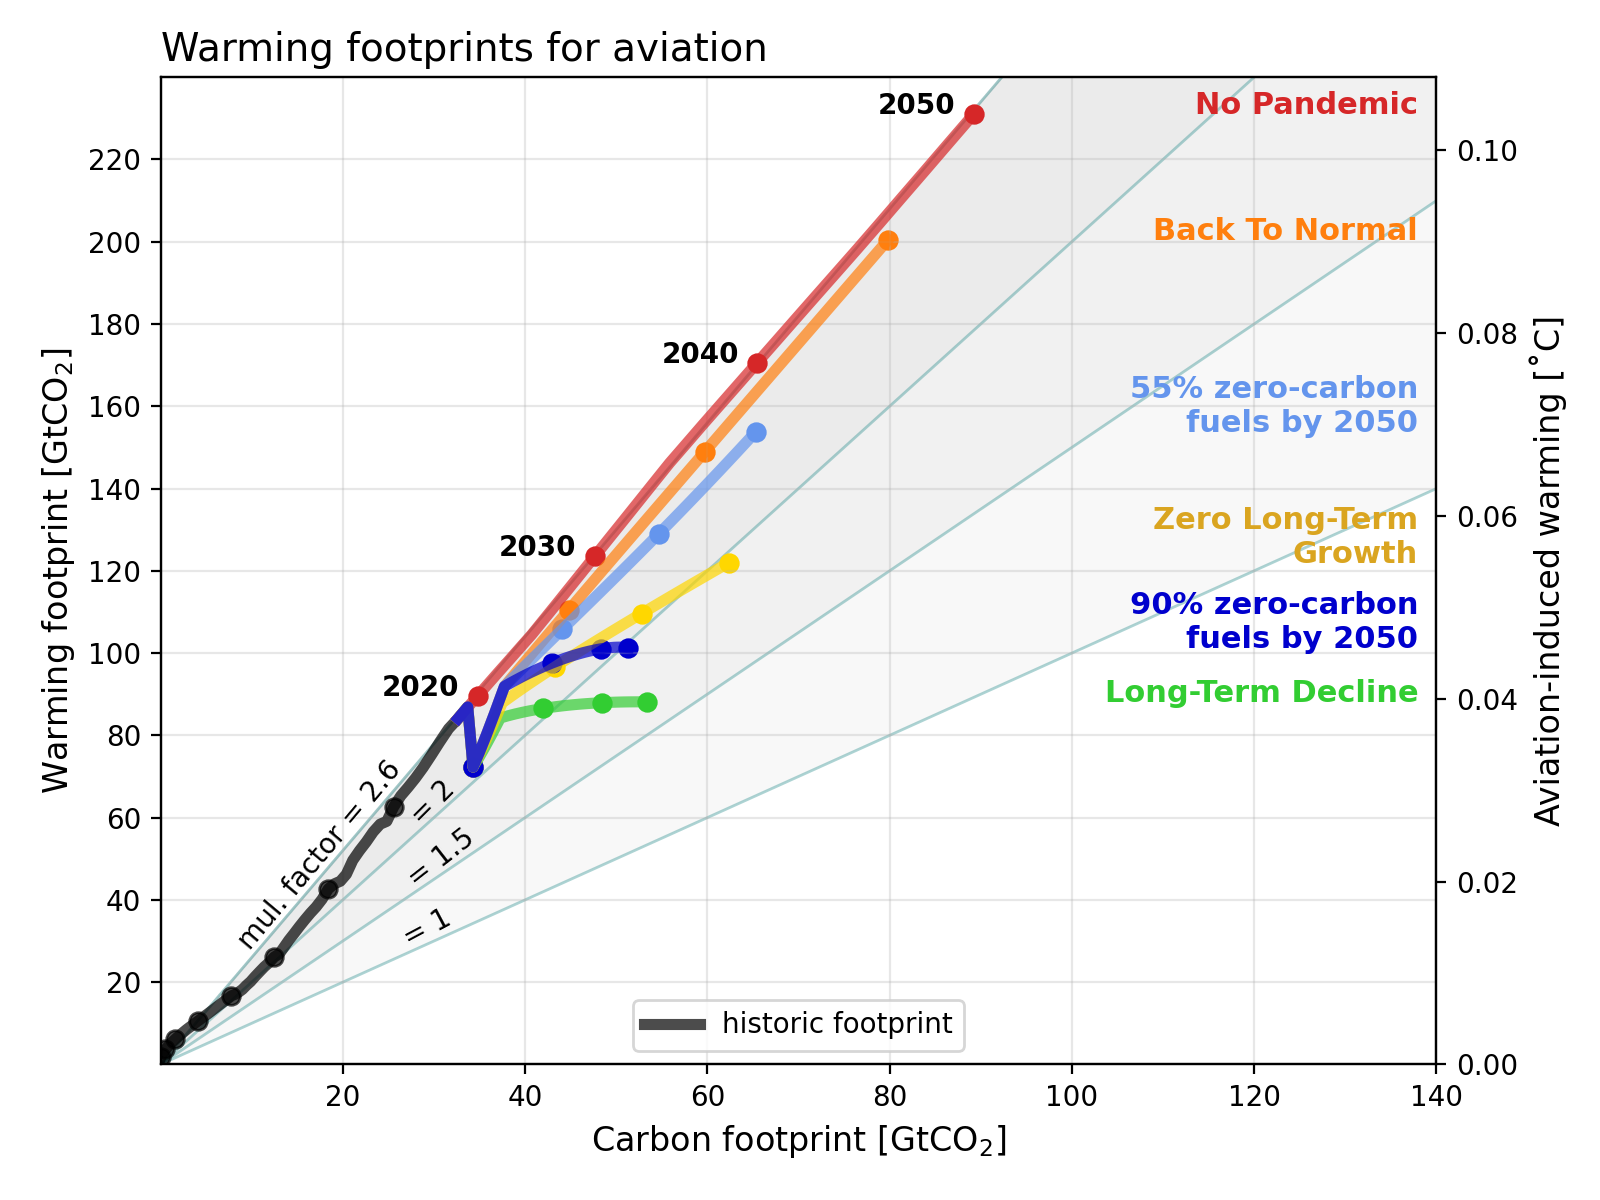 Warming footprints for aviation
Warming footprint [GtCO₂]
220
200
180
160
140
120
100
80
60
40
20
2050
2040
2030
2020
mul. factor = 2.6
= 2
= 1.5
= 1
No Pandemic
Back To Normal
55% zero-carbon
fuels by 2050
Zero Long-Term
Growth
90% zero-carbon
fuels by 2050
Long-Term Decline
historic footprint
0.10
0.08
0.06
0.04
0.02
0.00
Aviation-induced warming [˚C]
20 40 60 80 100 120 140
Carbon footprint [GtCO₂]